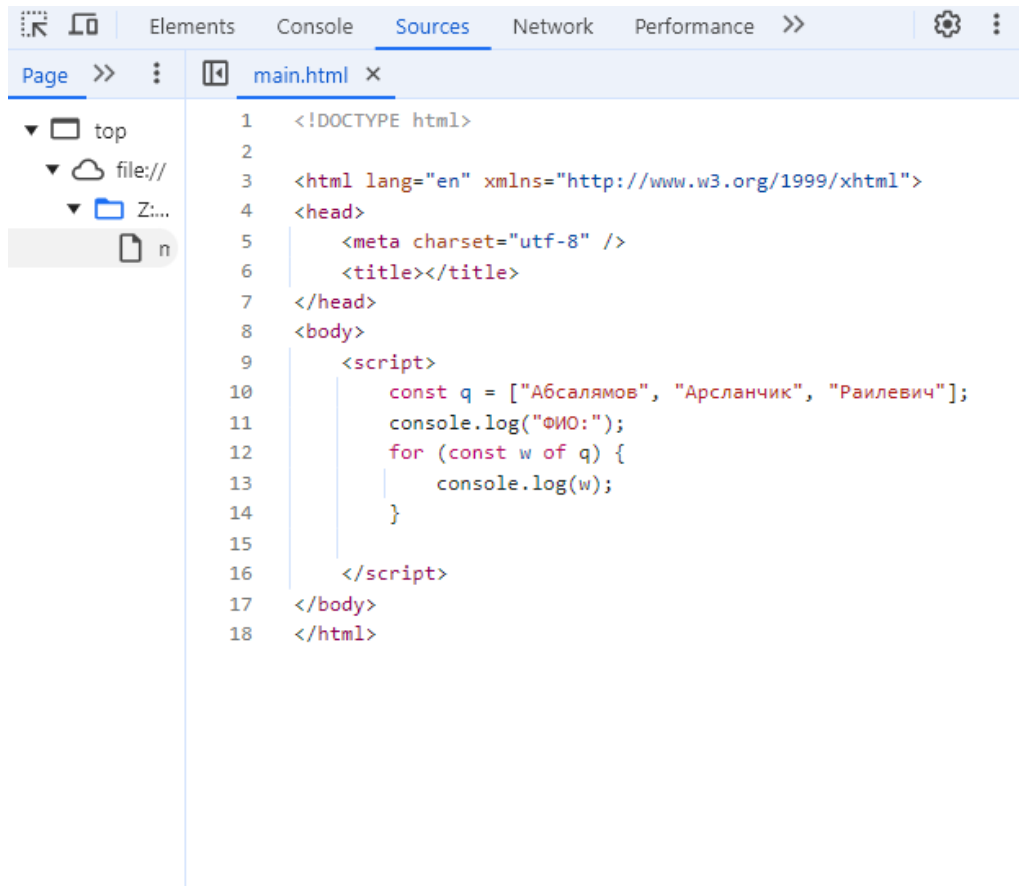 Elements Console Sources Network Performance
Page main.html
top
file://
Z:...
n
1 <!DOCTYPE html>
2
3 <html lang="en" xmlns="http://www.w3.org/1999/xhtml">
4 <head>
5     <meta charset="utf-8" />
6     <title></title>
7 </head>
8 <body>
9     <script>
10         const q = ["Абсалямов", "Арсланчик", "Раилевич"];
11         console.log("ФИО:");
12         for (const w of q) {
13             console.log(w);
14         }
15
16     </script>
17 </body>
18 </html>